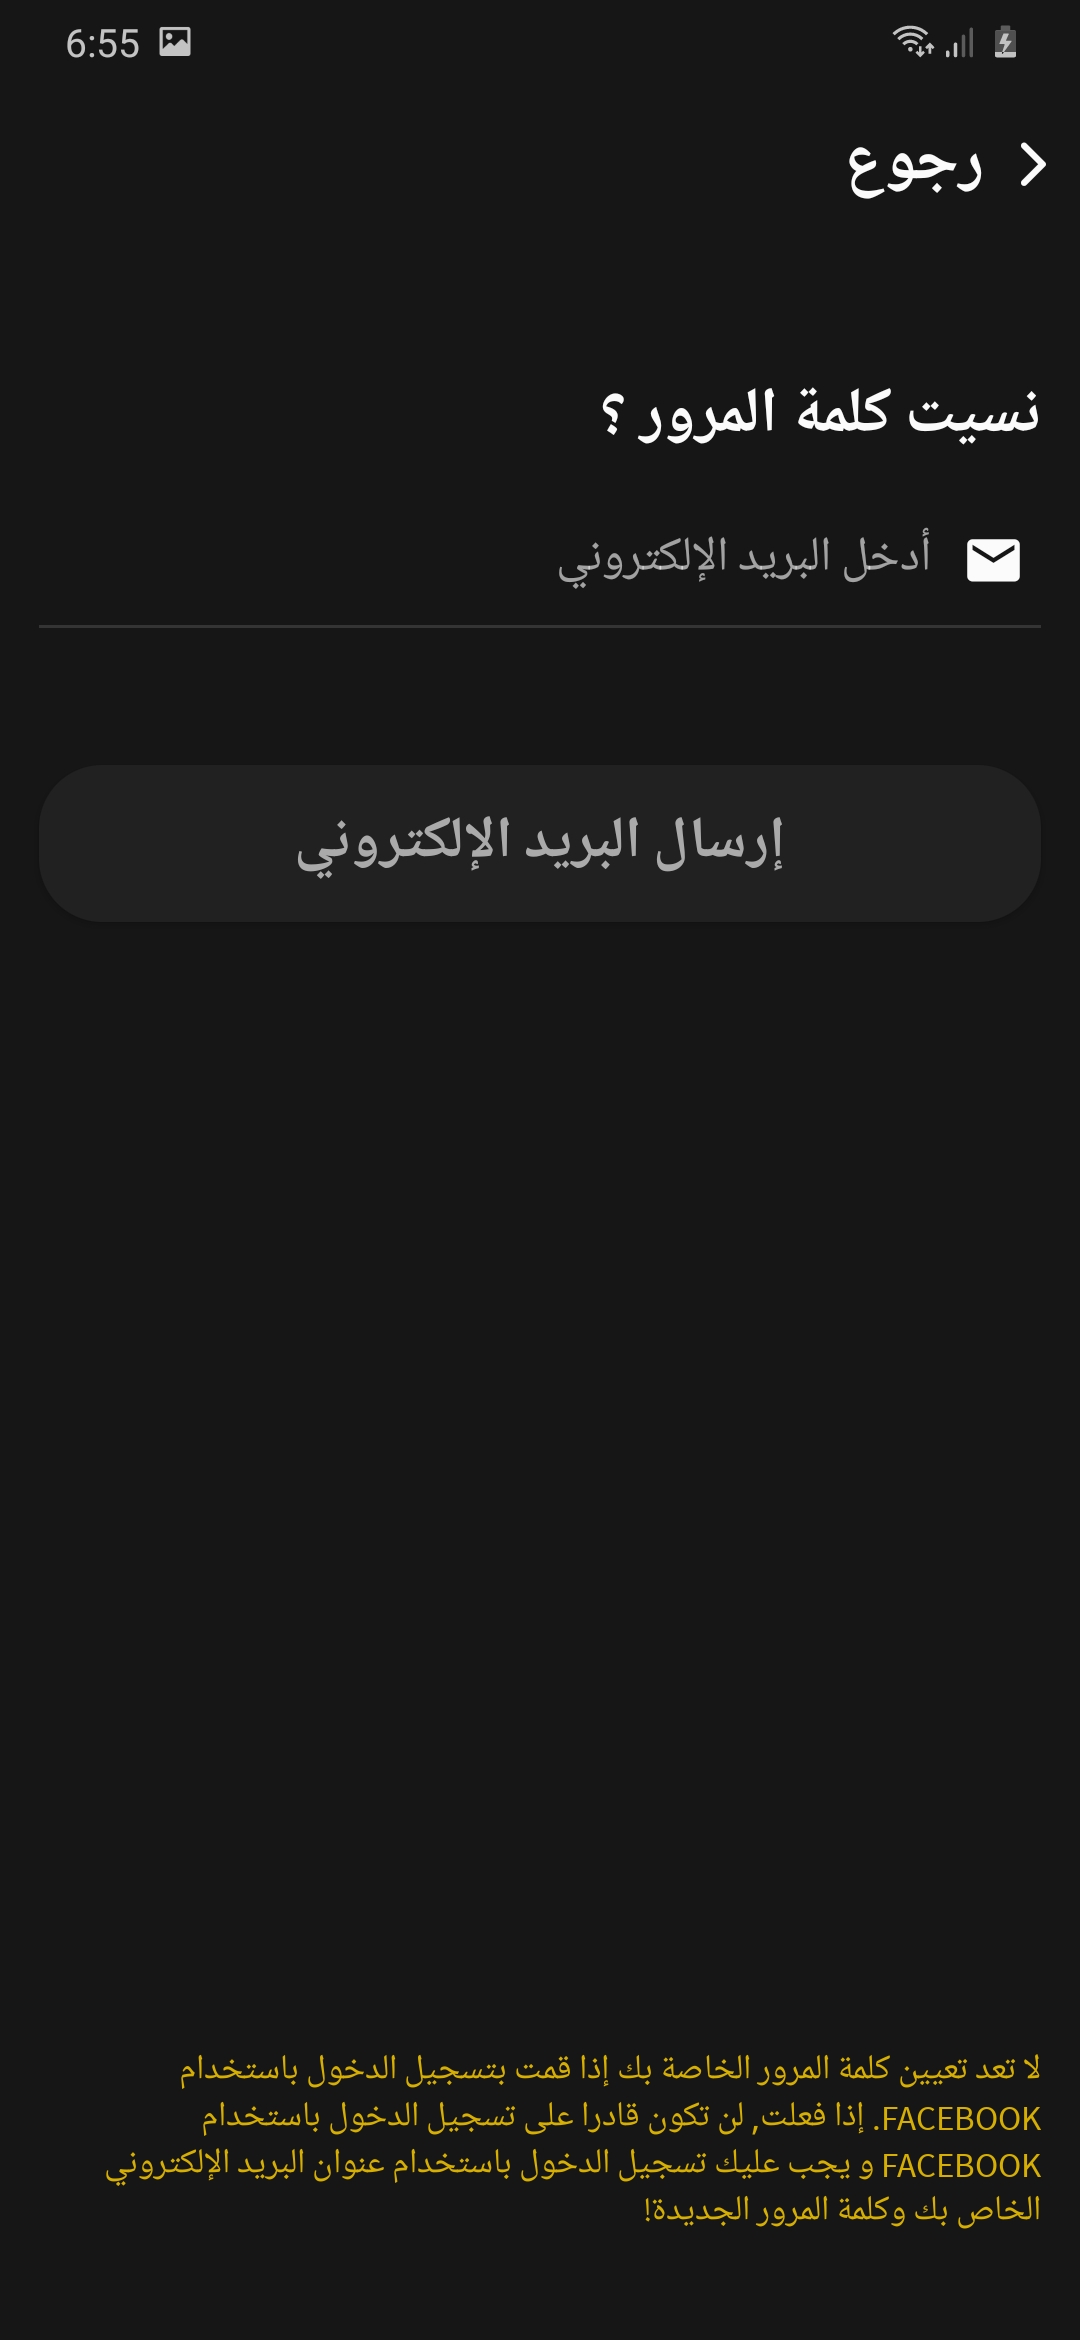 6:55
رجوع
نسيت كلمة المرور ؟
أدخل البريد الإلكتروني
إرسال البريد الإلكتروني
لا تعد تعيين كلمة المرور الخاصة بك إذا قمت بتسجيل الدخول باستخدام
FACEBOOK. إذا فعلت, لن تكون قادرا على تسجيل الدخول باستخدام
FACEBOOK و يجب عليك تسجيل الدخول باستخدام عنوان البريد الإلكتروني
الخاص بك وكلمة المرور الجديدة!